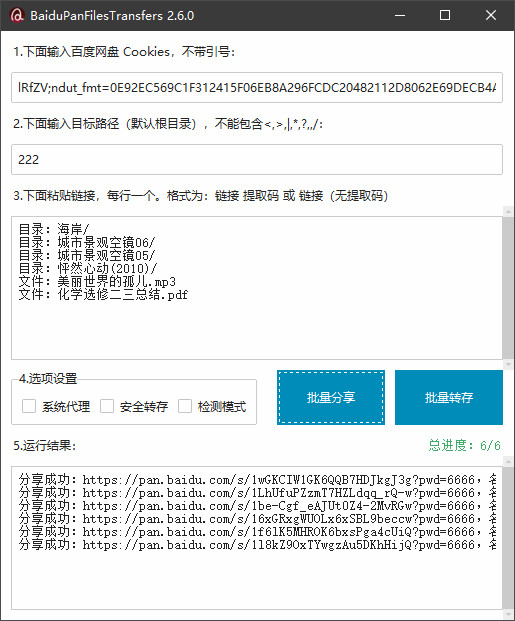 BaiduPanFilesTransfers 2.6.0
1.下面输入百度网盘 Cookies，不带引号：
lRfZV;ndut_fmt=0E92EC569C1F312415F06EB8A296FCDC20482112D8062E69DECB4A
2.下面输入目标路径（默认根目录），不能包含<,>,|,*,?,,/：
222
3.下面粘贴链接，每行一个。格式为：链接 提取码 或 链接（无提取码）
目录：海岸/
目录：城市景观空镜06/
目录：城市景观空镜05/
目录：怦然心动(2010)/
文件：美丽世界的孤儿.mp3
文件：化学选修二三总结.pdf
4.选项设置
系统代理 安全转存 检测模式
批量分享 批量转存
5.运行结果：
总进度：6/6
分享成功：https://pan.baidu.com/s/1wGKCIW1GK6QQB7HDJkgJ3g?pwd=6666，名
分享成功：https://pan.baidu.com/s/1LhUfuPZzmT7HZLdqq_rQ-w?pwd=6666，名
分享成功：https://pan.baidu.com/s/1be-Cgf_eAJUt0Z4-2MvRGw?pwd=6666，名
分享成功：https://pan.baidu.com/s/16xGRxgWUOLx6xSBL9beccw?pwd=6666，名
分享成功：https://pan.baidu.com/s/1f6lK5MHROK6bxsPga4cUiQ?pwd=6666，名
分享成功：https://pan.baidu.com/s/1l8kZ9OxTYwgzAu5DKhHijQ?pwd=6666，名